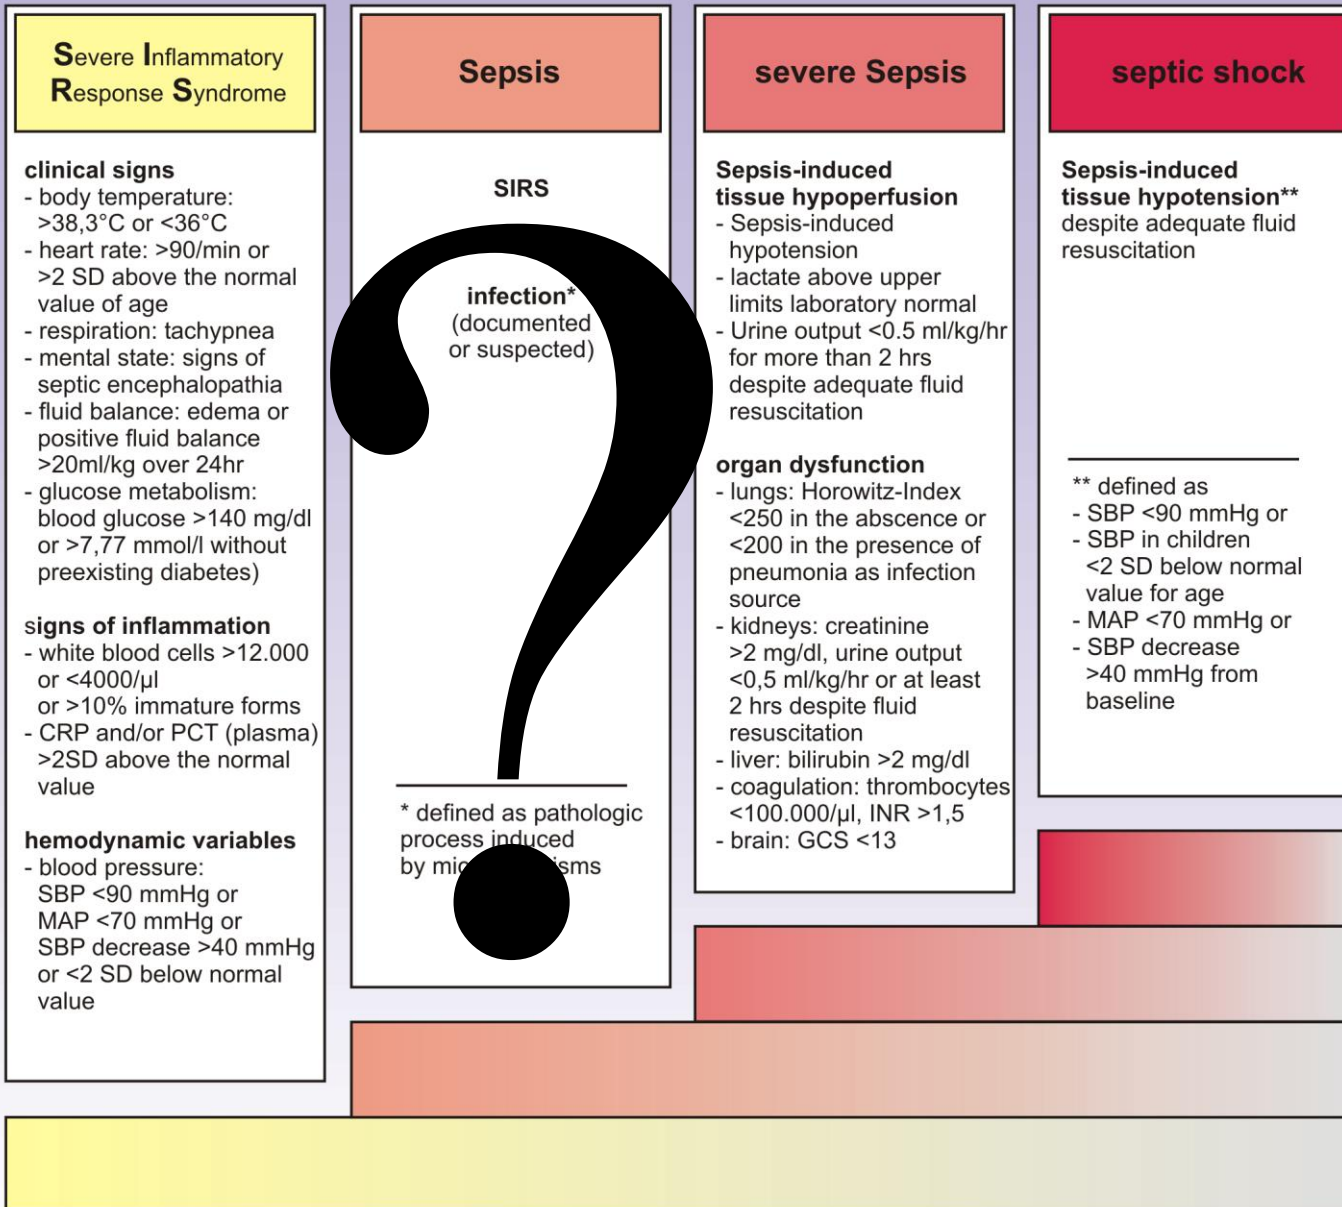 Severe Inflammatory
Response Syndrome
clinical signs
- body temperature:
>38,3°C or <36°C
- heart rate: >90/min or
>2 SD above the normal
value of age
- respiration: tachypnea
- mental state: signs of
septic encephalopathia
- fluid balance: edema or
positive fluid balance
>20ml/kg over 24hr
- glucose metabolism:
blood glucose >140 mg/dl
or >7,77 mmol/l without
preexisting diabetes)
signs of inflammation
- white blood cells >12.000
or <4000/µl
or >10% immature forms
- CRP and/or PCT (plasma)
>2SD above the normal
value
hemodynamic variables
- blood pressure:
SBP <90 mmHg or
MAP <70 mmHg or
SBP decrease >40 mmHg
or <2 SD below normal
value
Sepsis
SIRS
infection*
(documented
or suspected)
?
* defined as pathologic
process induced
by
severe Sepsis
Sepsis-induced
tissue hypoperfusion
- Sepsis-induced
hypotension
- lactate above upper
limits laboratory normal
- Urine output <0.5 ml/kg/hr
for more than 2 hrs
despite adequate fluid
resuscitation
organ dysfunction
- lungs: Horowitz-Index
<250 in the abscence or
<200 in the presence of
pneumonia as infection
source
- kidneys: creatinine
>2 mg/dl, urine output
<0,5 ml/kg/hr or at least
2 hrs despite fluid
resuscitation
- liver: bilirubin >2 mg/dl
- coagulation: thrombocytes
<100.000/µl, INR >1,5
- brain: GCS <13
septic shock
Sepsis-induced
tissue hypotension**
despite adequate fluid
resuscitation
** defined as
- SBP <90 mmHg or
- SBP in children
<2 SD below normal
value for age
- MAP <70 mmHg or
- SBP decrease
>40 mmHg from
baseline